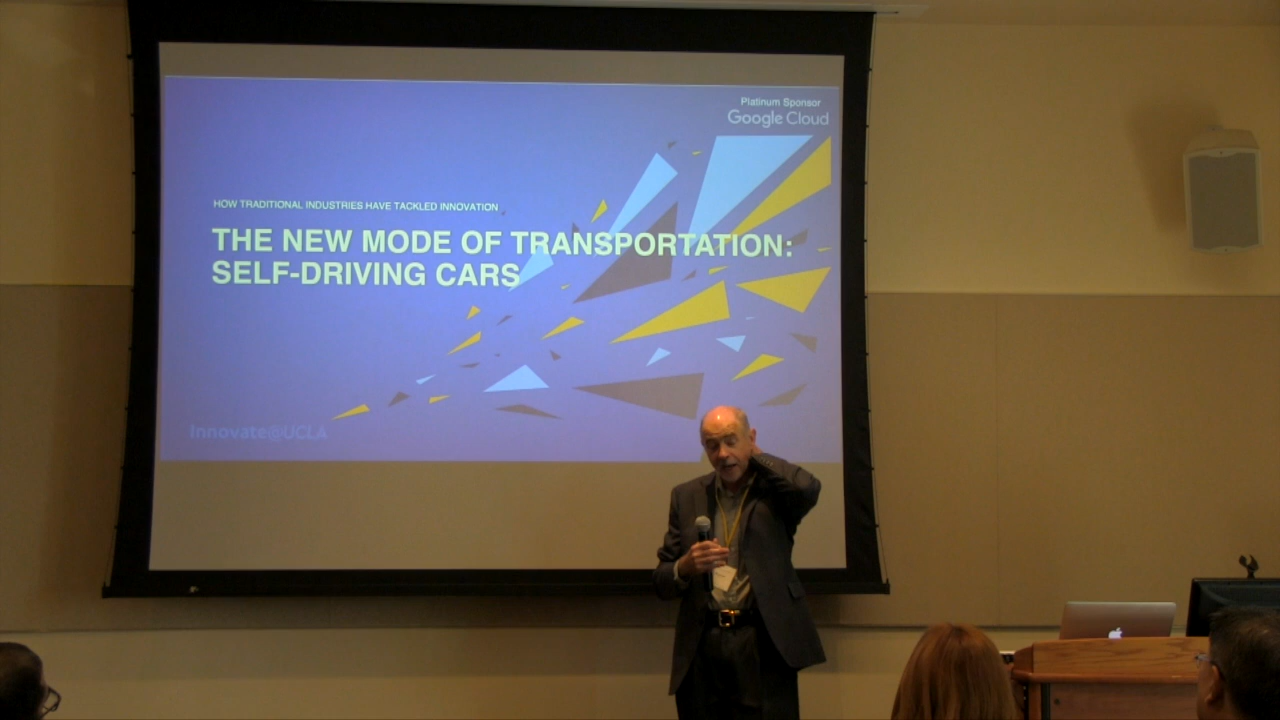 Platinum Sponsor
Google Cloud
HOW TRADITIONAL INDUSTRIES HAVE TACKLED INNOVATION
THE NEW MODE OF TRANSPORTATION:
SELF-DRIVING CARS
Innovate@UCLA